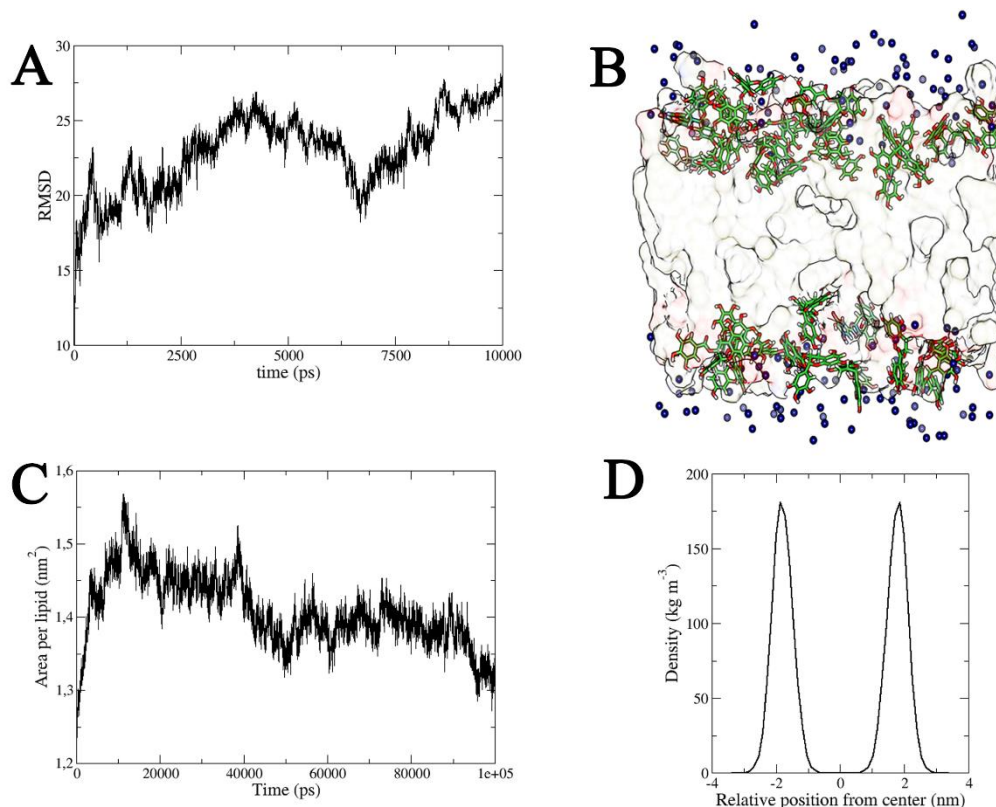 A
RMSD
30
25
20
15
10
0
2500
5000
7500
10000
time (ps)
B
C
Area per lipid (nm²)
1,6
1,5
1,4
1,3
1,2
0
20000
40000
60000
80000
1e+05
Time (ps)
D
Density (kg m⁻³)
200
150
100
50
0
-4
-2
0
2
4
Relative position from center (nm)